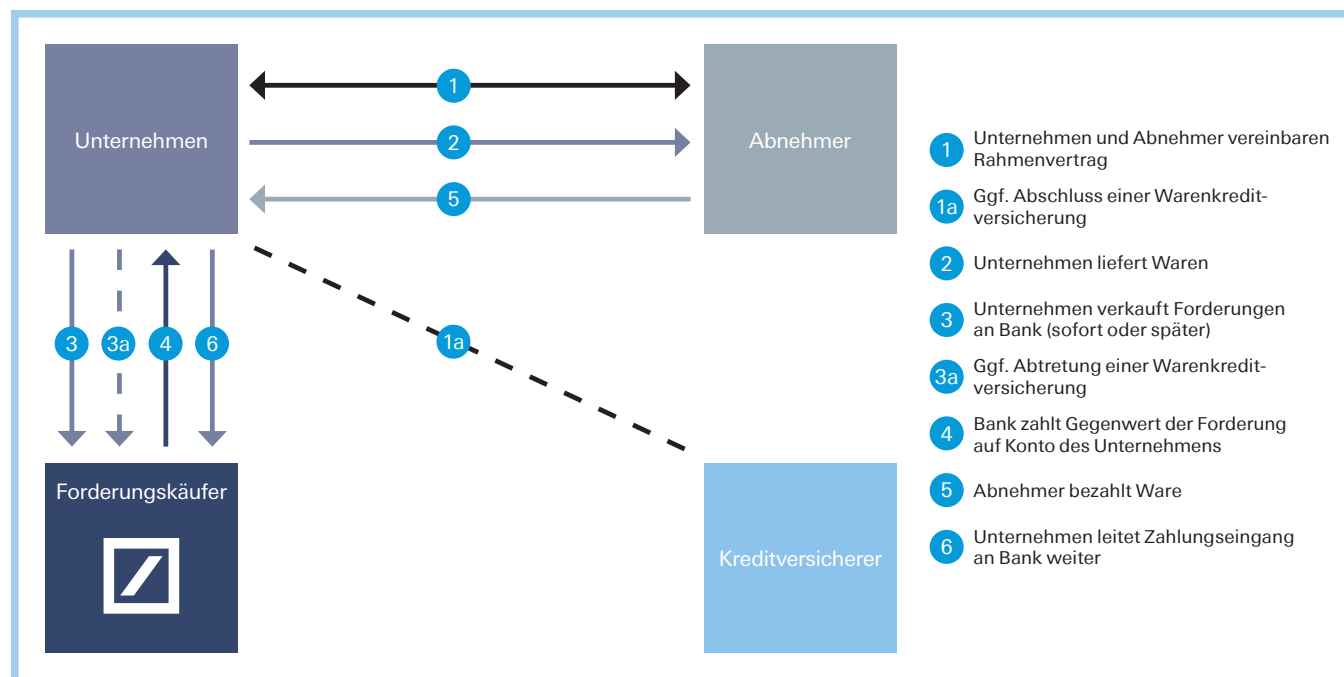 Unternehmen
1
2
5
Abnehmer
3
3a
4
6
1a
Forderungskäufer
Kreditversicherer
1 Unternehmen und Abnehmer vereinbaren
Rahmenvertrag
1a Ggf. Abschluss einer Warenkredit-
versicherung
2 Unternehmen liefert Waren
3 Unternehmen verkauft Forderungen
an Bank (sofort oder später)
3a Ggf. Abtretung einer Warenkredit-
versicherung
4 Bank zahlt Gegenwert der Forderung
auf Konto des Unternehmens
5 Abnehmer bezahlt Ware
6 Unternehmen leitet Zahlungseingang
an Bank weiter